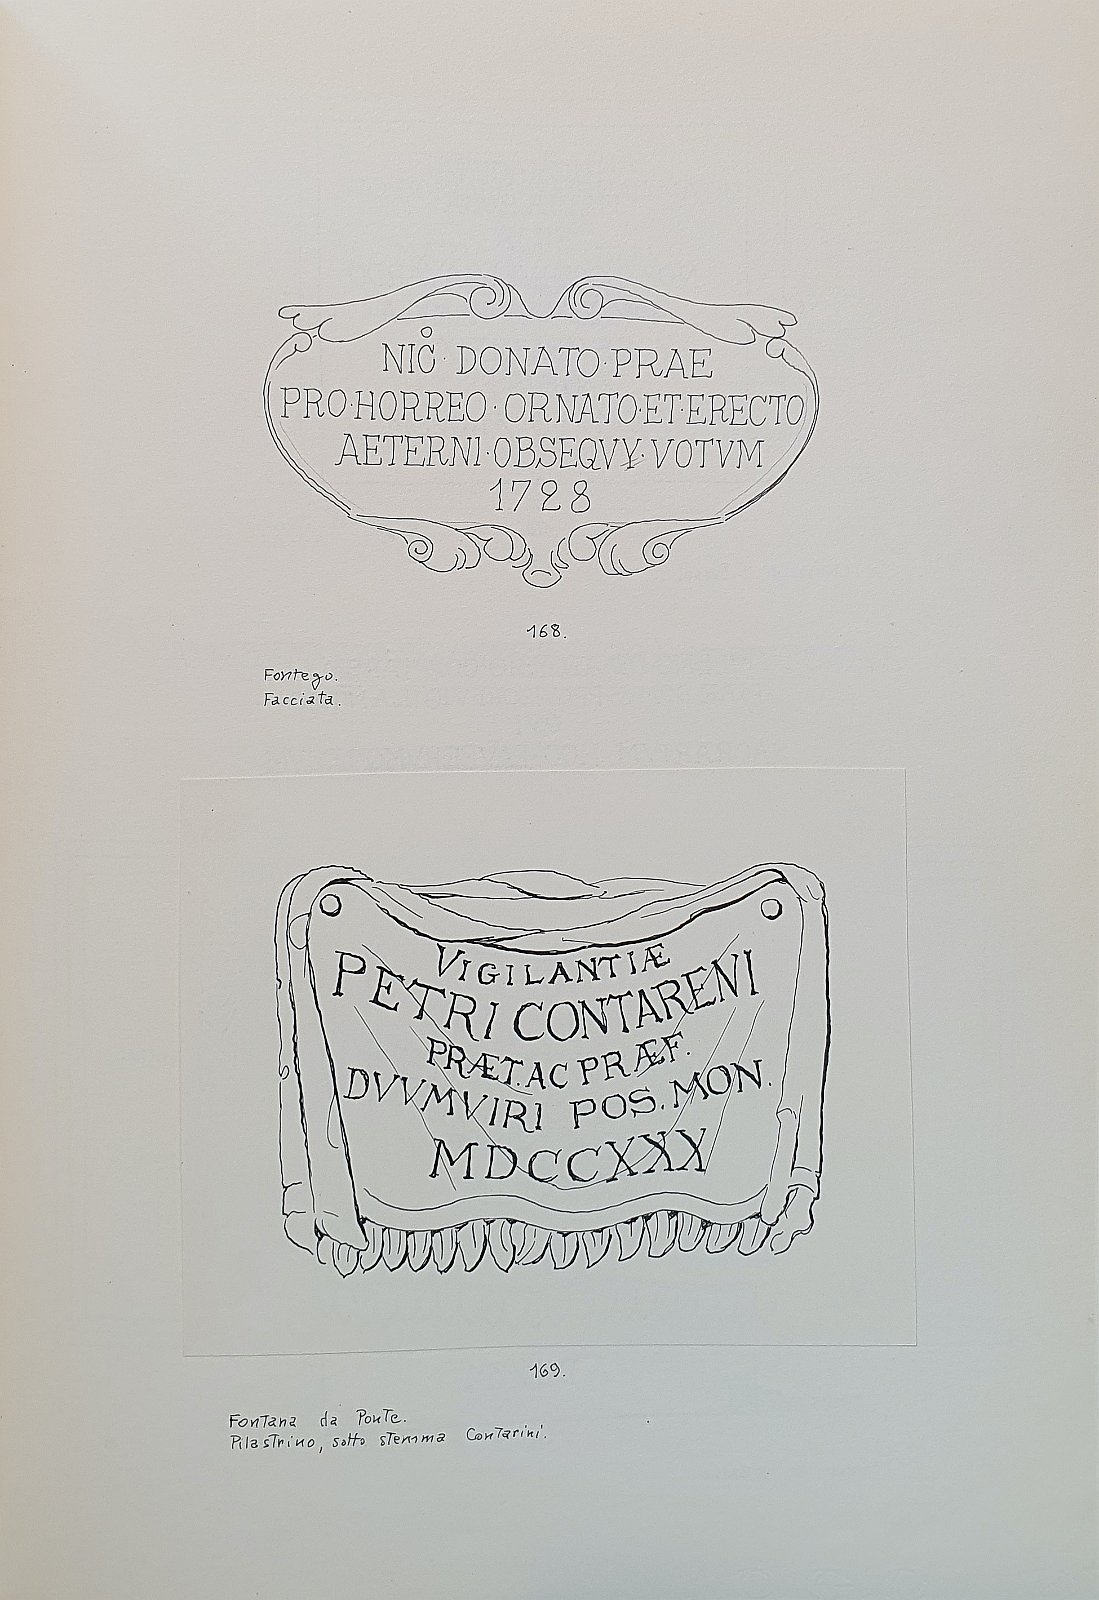 NIC̊· DONATO·PRAE
PRO·HORREO·ORNATO·ET·ERECTO
AETERNI·OBSEQVY·VOTVM
1728
168.
Fontego.
Facciata.
VIGILANTIÆ
PETRI CONTARENI
PRÆT.AC PRÆF.
DVVMVIRI POS.MON.
MDCCXXX
169.
Fontana da Ponte.
Pilastrino, sotto stemma Contarini.